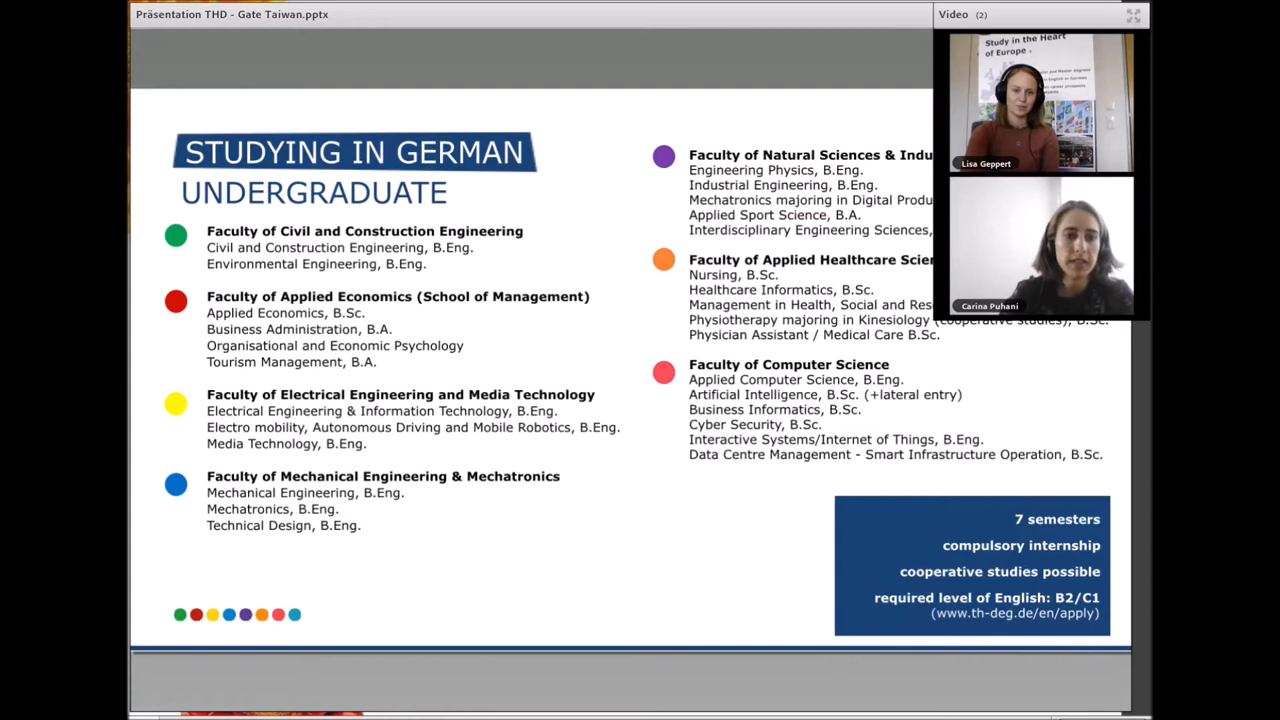 Präsentation THD - Gate Taiwan.pptx
Video (2)
Study in the Heart
of Europe .
Lisa Geppert
Carina Puhani
STUDYING IN GERMAN
UNDERGRADUATE
Faculty of Civil and Construction Engineering
Civil and Construction Engineering, B.Eng.
Environmental Engineering, B.Eng.
Faculty of Applied Economics (School of Management)
Applied Economics, B.Sc.
Business Administration, B.A.
Organisational and Economic Psychology
Tourism Management, B.A.
Faculty of Electrical Engineering and Media Technology
Electrical Engineering & Information Technology, B.Eng.
Electro mobility, Autonomous Driving and Mobile Robotics, B.Eng.
Media Technology, B.Eng.
Faculty of Mechanical Engineering & Mechatronics
Mechanical Engineering, B.Eng.
Mechatronics, B.Eng.
Technical Design, B.Eng.
Faculty of Natural Sciences &
Engineering Physics, B.Eng.
Industrial Engineering, B.Eng.
Mechatronics majoring in Digital
Applied Sport Science, B.A.
Interdisciplinary Engineering Sciences,
Faculty of Applied Healthcare
Nursing, B.Sc.
Healthcare Informatics, B.Sc.
Management in Health, Social and
Physiotherapy majoring in Kinesiology (cooperative studies), B.Sc.
Physician Assistant / Medical Care B.Sc.
Faculty of Computer Science
Applied Computer Science, B.Eng.
Artificial Intelligence, B.Sc. (+lateral entry)
Business Informatics, B.Sc.
Cyber Security, B.Sc.
Interactive Systems/Internet of Things, B.Eng.
Data Centre Management - Smart Infrastructure Operation, B.Sc.
7 semesters
compulsory internship
cooperative studies possible
required level of English: B2/C1
(www.th-deg.de/en/apply)